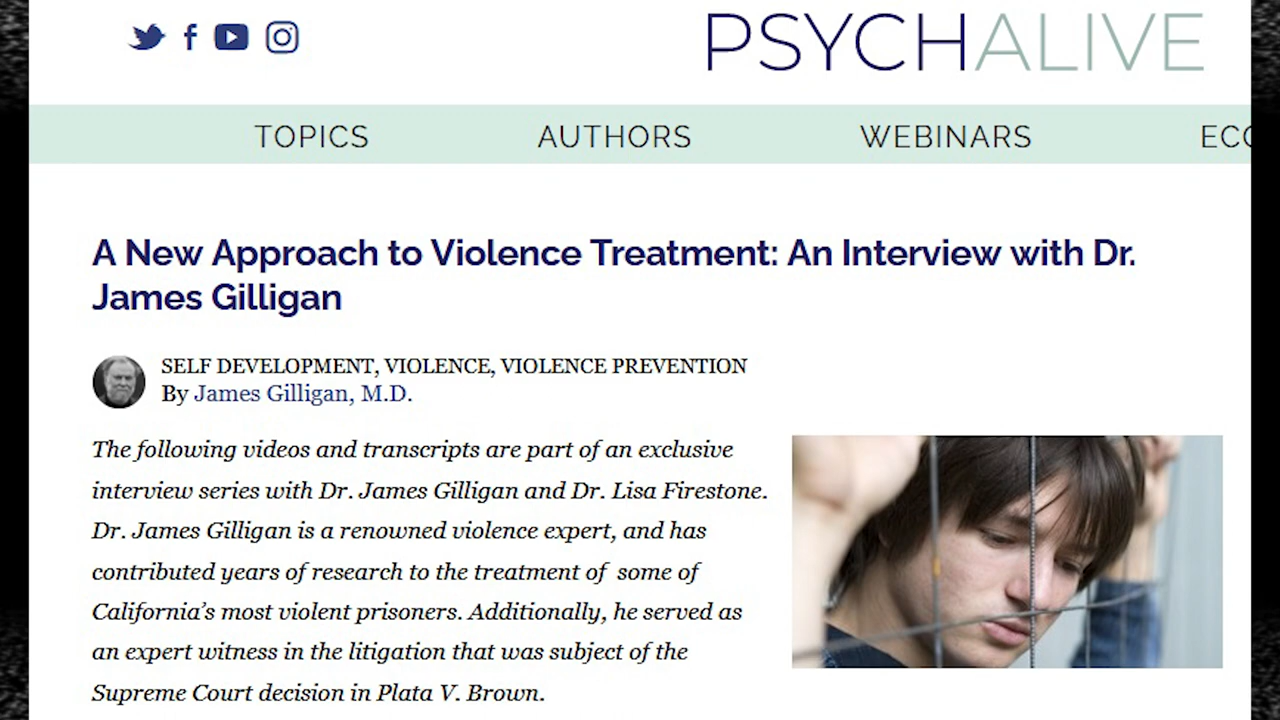 PSYCHALIVE
TOPICS
AUTHORS
WEBINARS
A New Approach to Violence Treatment: An Interview with Dr.
James Gilligan
SELF DEVELOPMENT, VIOLENCE, VIOLENCE PREVENTION
By James Gilligan, M.D.
The following videos and transcripts are part of an exclusive
interview series with Dr. James Gilligan and Dr. Lisa Firestone.
Dr. James Gilligan is a renowned violence expert, and has
contributed years of research to the treatment of some of
California's most violent prisoners. Additionally, he served as
an expert witness in the litigation that was subject of the
Supreme Court decision in Plata V. Brown.